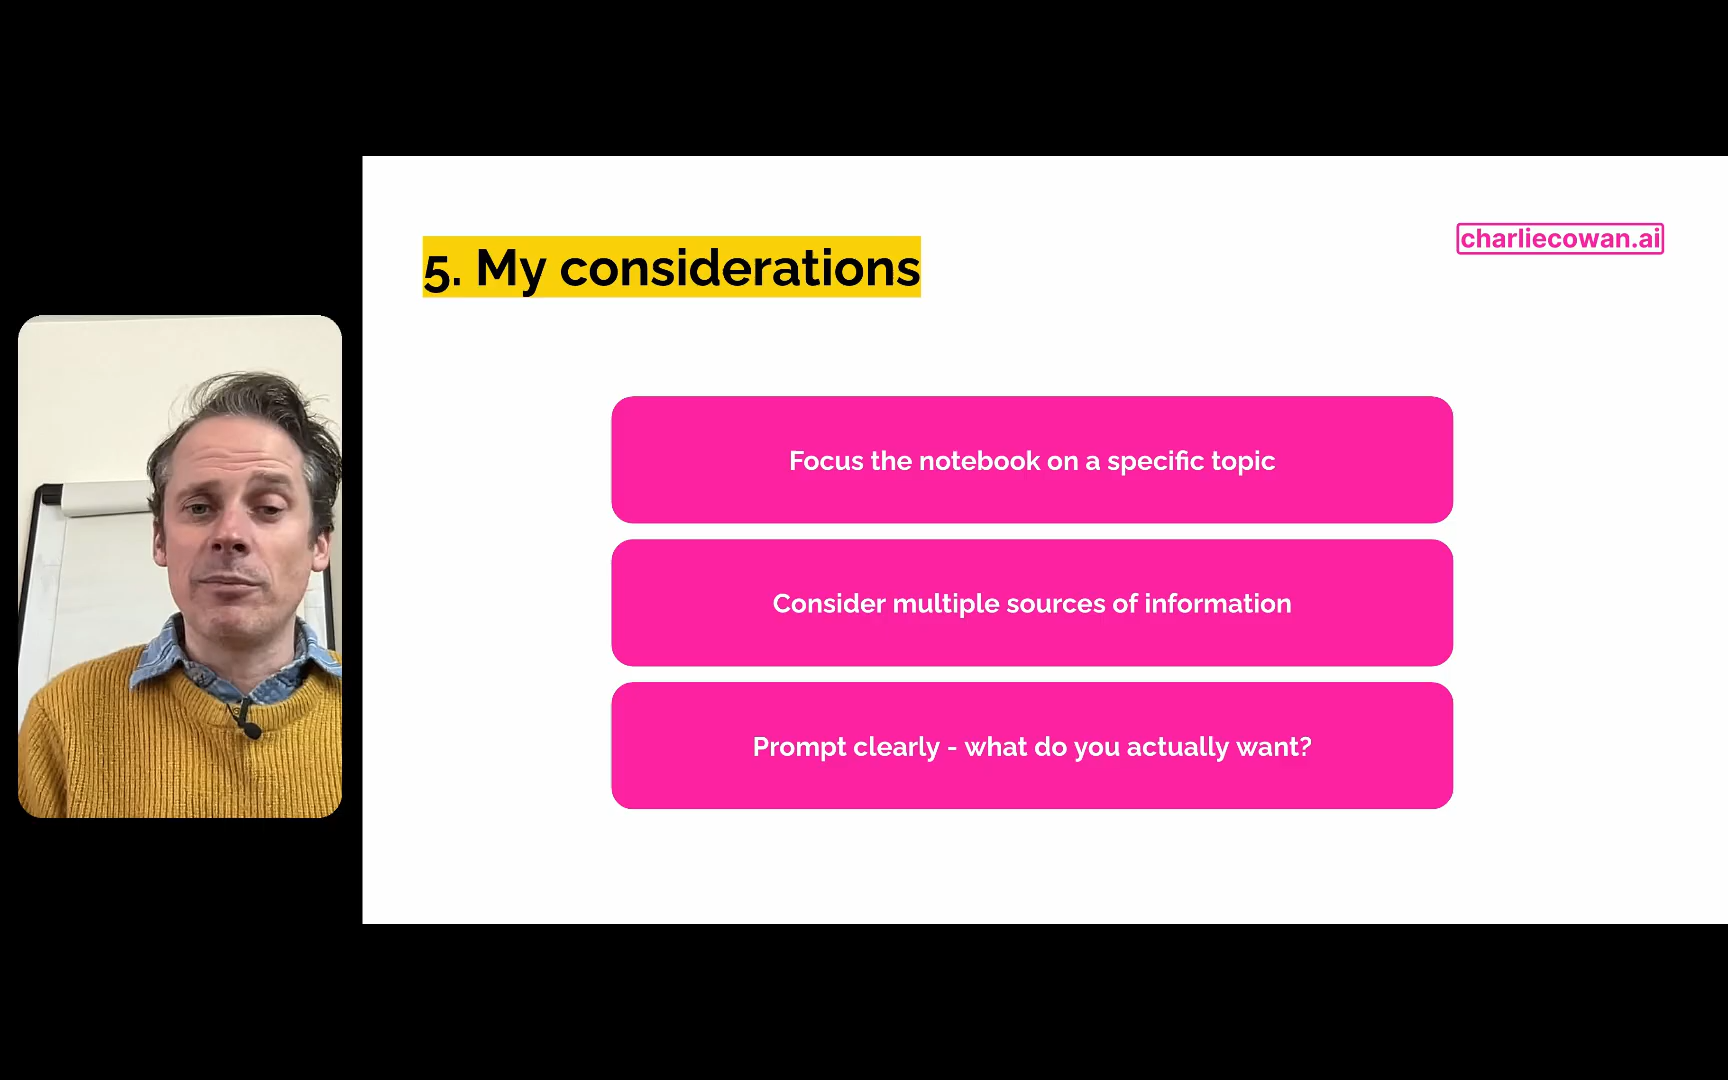 5. My considerations
charliecowan.ai
Focus the notebook on a specific topic
Consider multiple sources of information
Prompt clearly - what do you actually want?